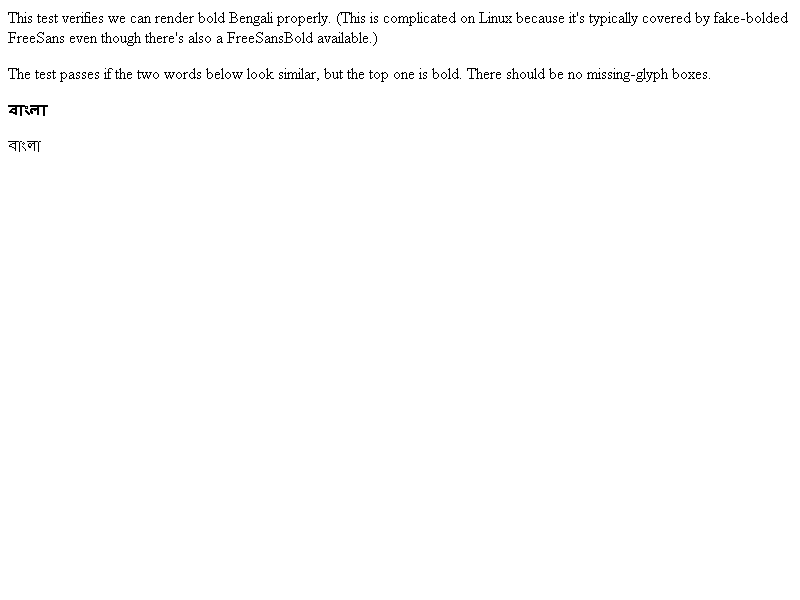 This test verifies we can render bold Bengali properly. (This is complicated on Linux because it's typically covered by fake-bolded
FreeSans even though there's also a FreeSansBold available.)
The test passes if the two words below look similar, but the top one is bold. There should be no missing-glyph boxes.
বাংলা
বাংলা